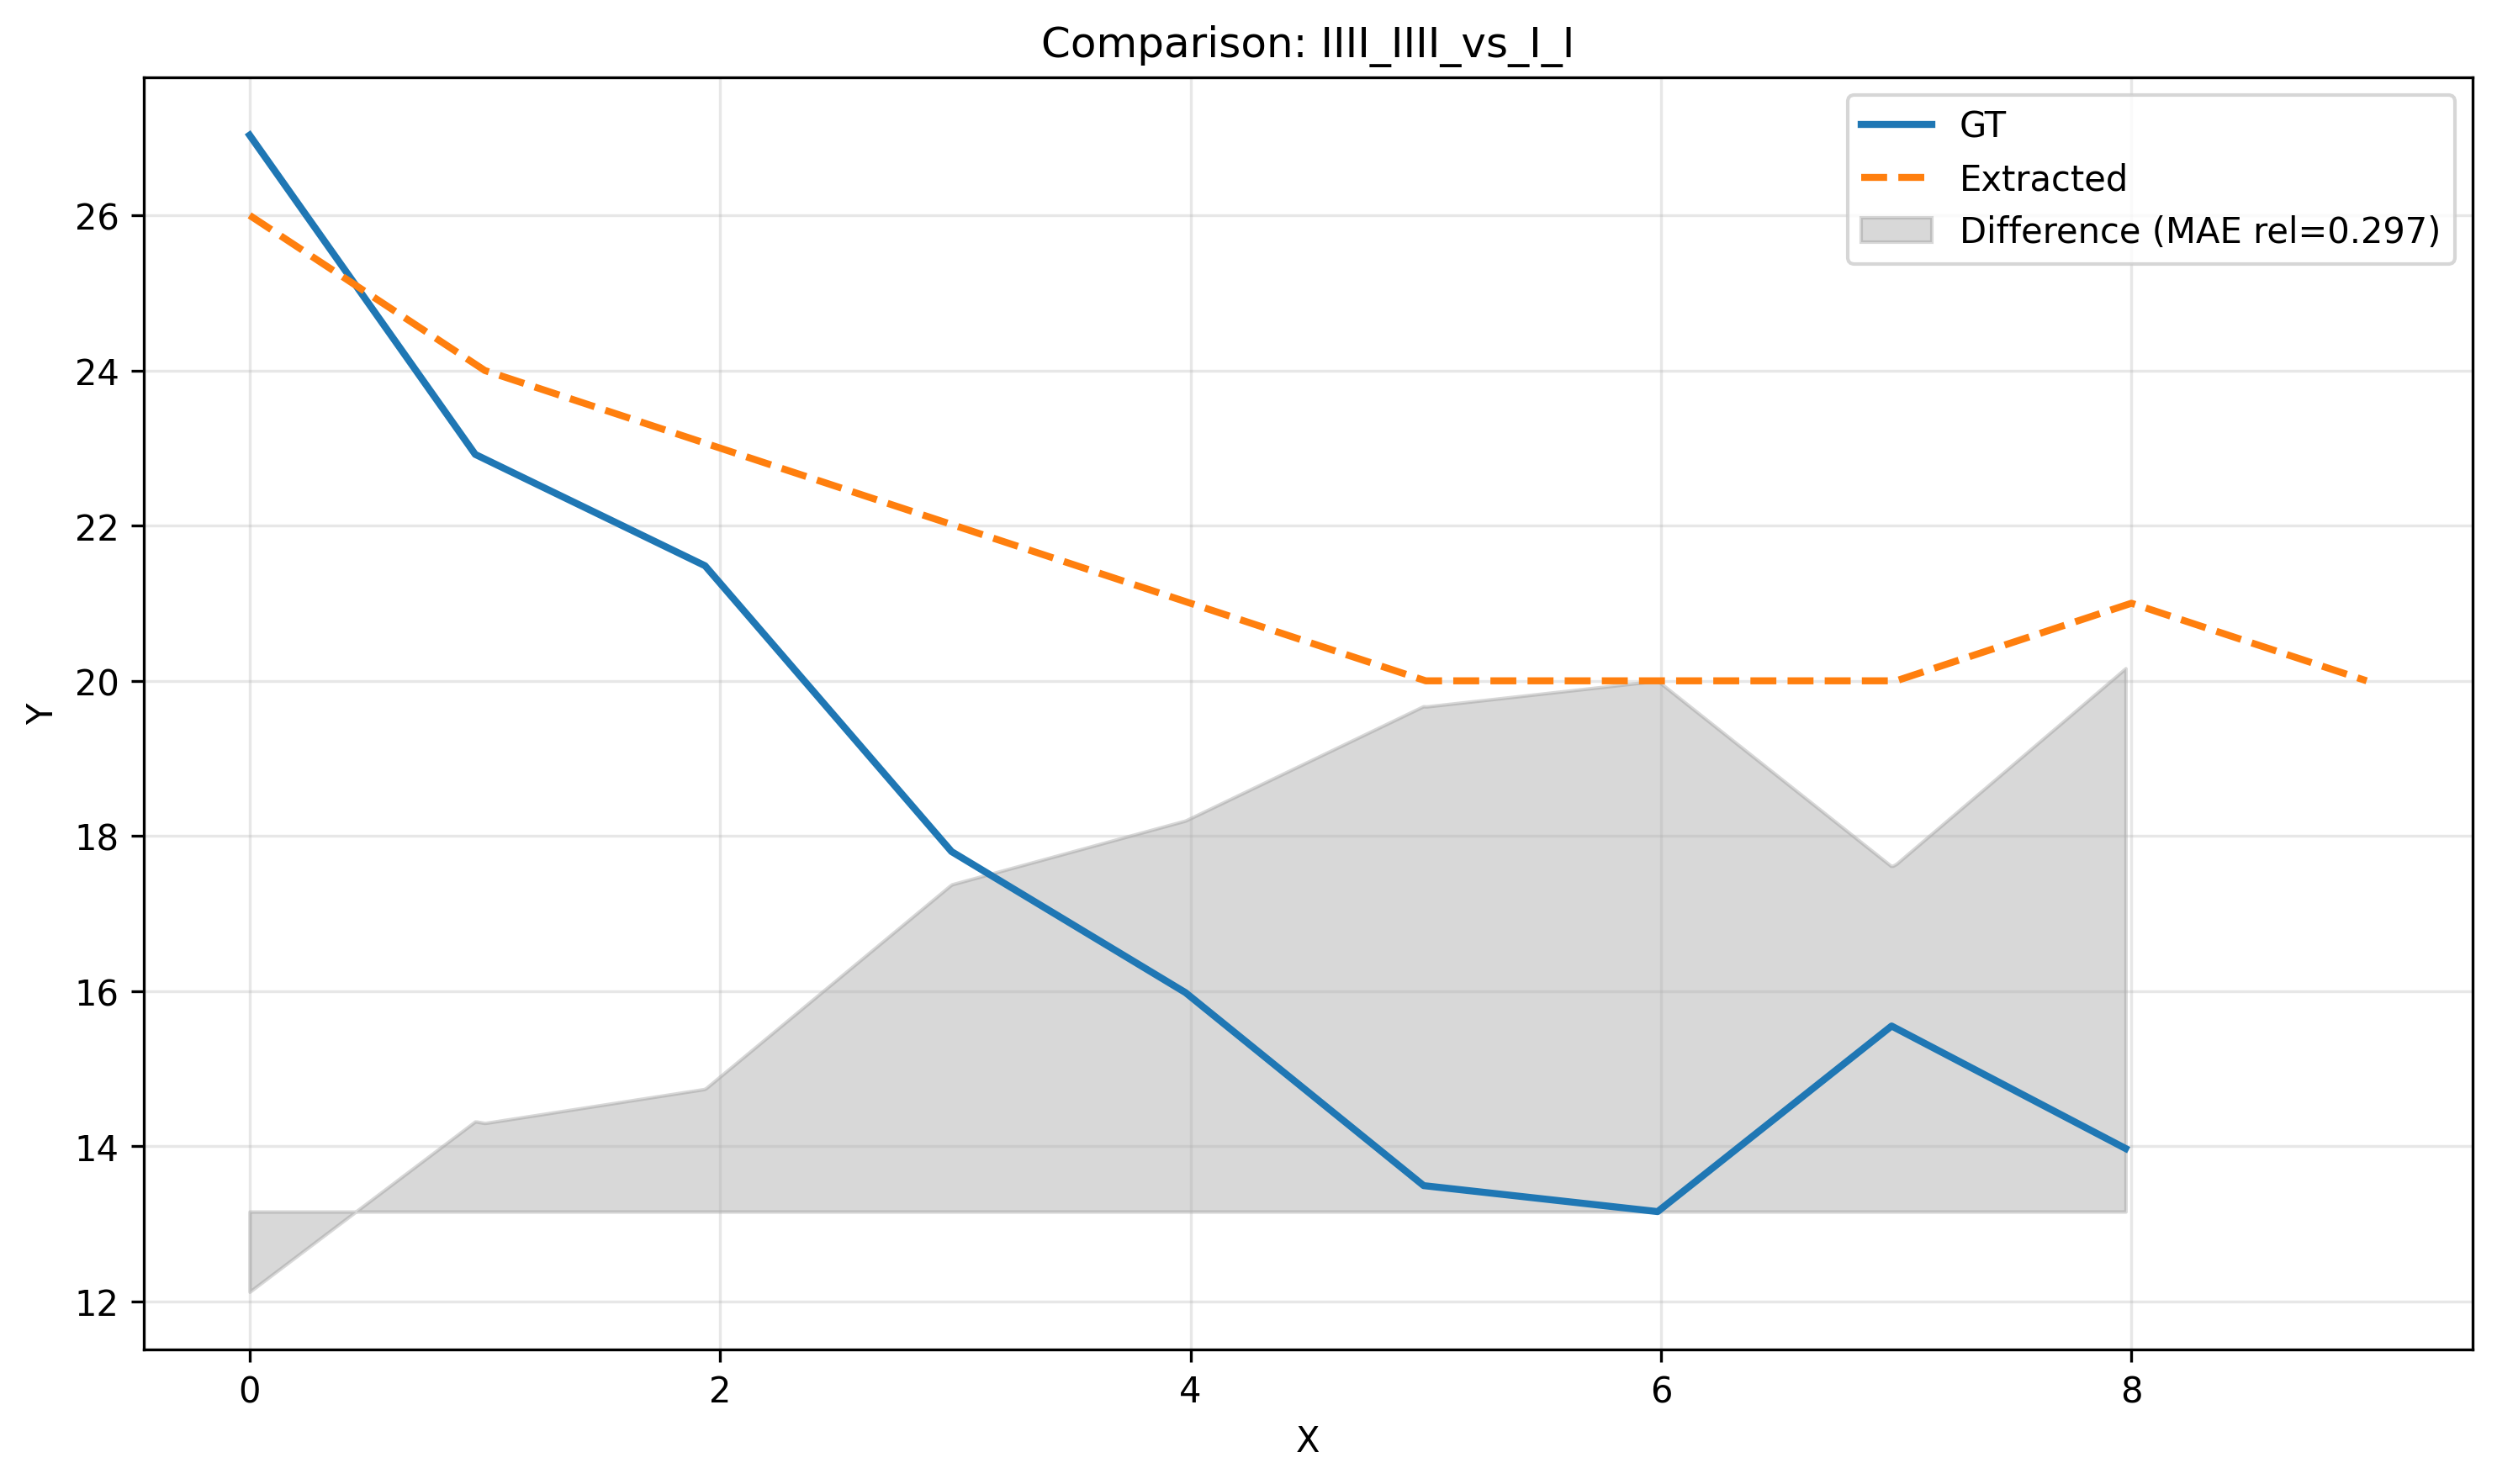 Comparison: IIII_IIII_vs_I_I
GT
Extracted
Difference (MAE rel=0.297)
Y
26
24
22
20
18
16
14
12
0 2 4 6 8
X